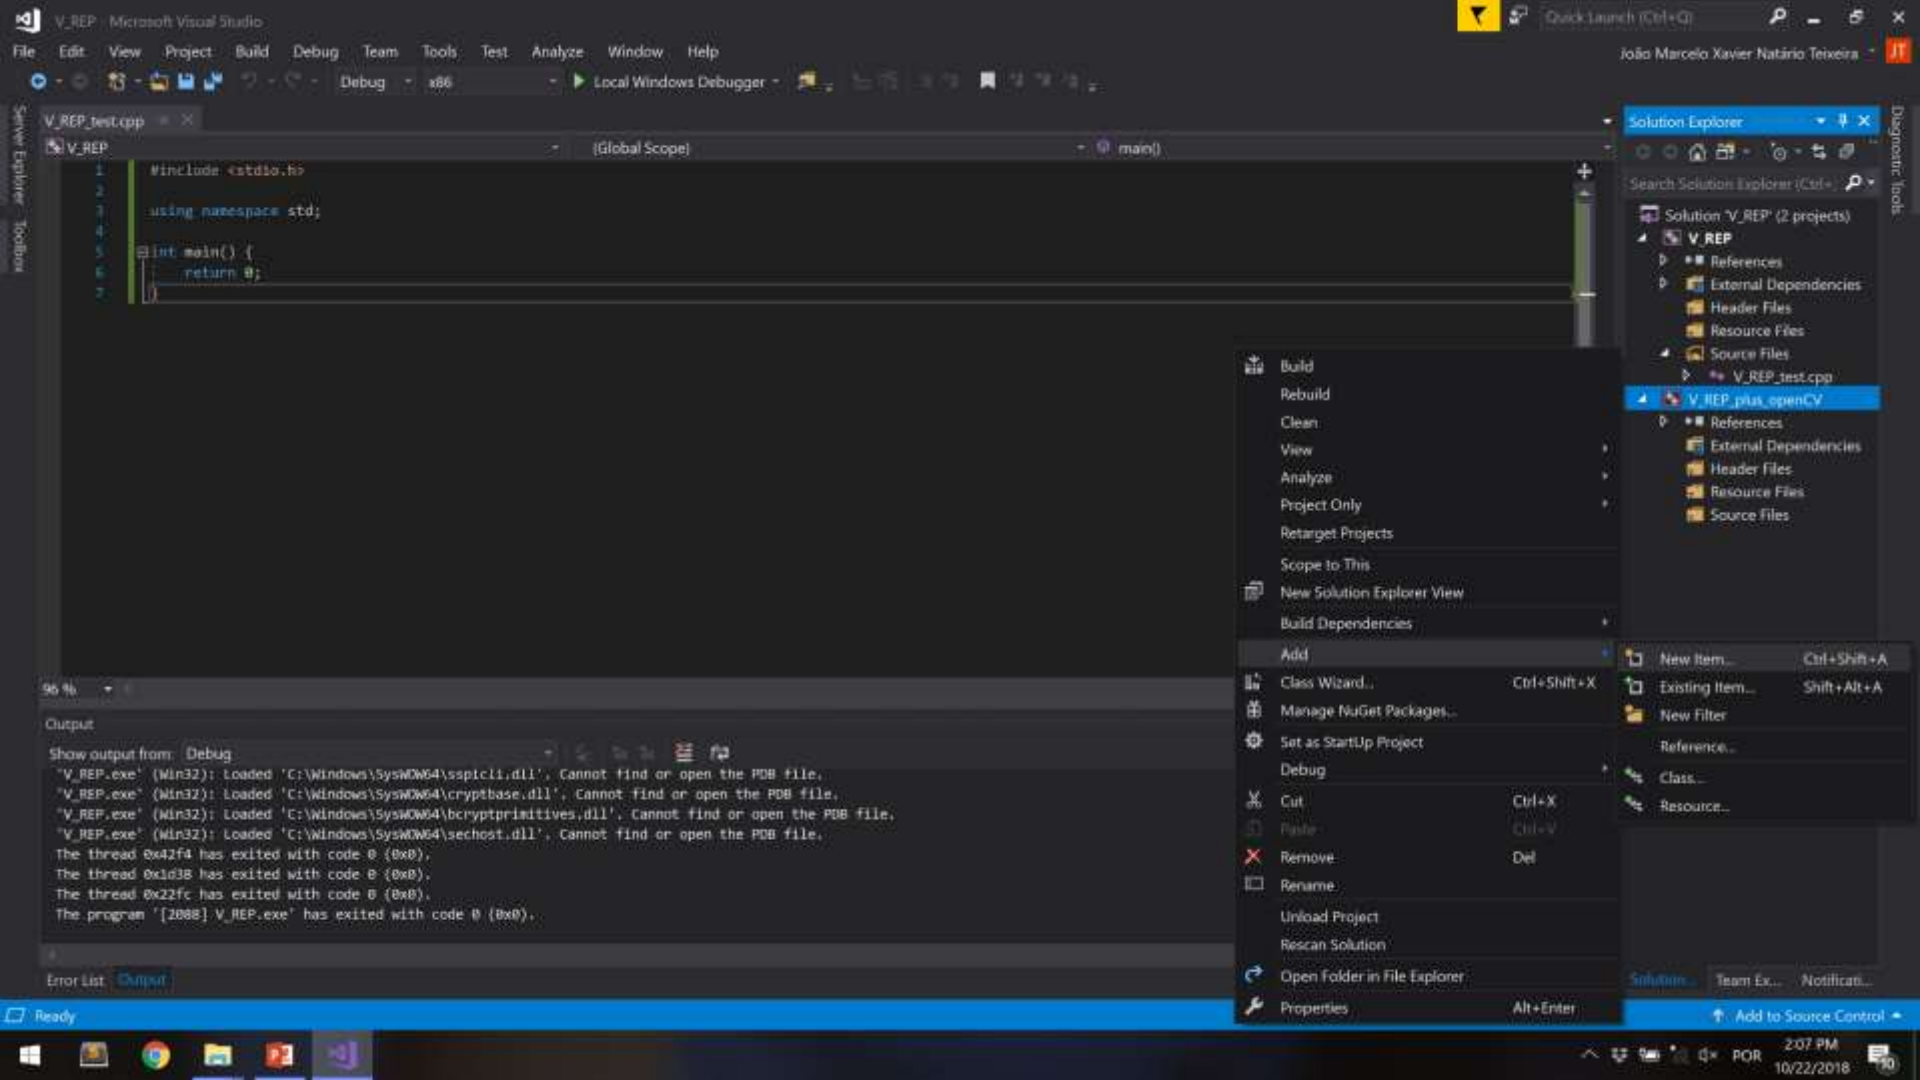 V_REP - Microsoft Visual Studio
Quick Launch (Ctrl+Q)
File Edit View Project Build Debug Team Tools Test Analyze Window Help
João Marcelo Xavier Natário Teixeira
JT
Debug x86 Local Windows Debugger
Server Explorer Toolbox
V_REP_test.cpp
V_REP (Global Scope) main()
1 #include <stdio.h>
2
3 using namespace std;
4
5 int main() {
6 return 0;
7 }
96 %
Output
Show output from: Debug
'V_REP.exe' (Win32): Loaded 'C:\Windows\SysWOW64\sspicli.dll'. Cannot find or open the PDB file.
'V_REP.exe' (Win32): Loaded 'C:\Windows\SysWOW64\cryptbase.dll'. Cannot find or open the PDB file.
'V_REP.exe' (Win32): Loaded 'C:\Windows\SysWOW64\bcryptprimitives.dll'. Cannot find or open the PDB file.
'V_REP.exe' (Win32): Loaded 'C:\Windows\SysWOW64\sechost.dll'. Cannot find or open the PDB file.
The thread 0x42f4 has exited with code 0 (0x0).
The thread 0x1d38 has exited with code 0 (0x0).
The thread 0x22fc has exited with code 0 (0x0).
The program '[2088] V_REP.exe' has exited with code 0 (0x0).
Error List Output
Build
Rebuild
Clean
View
Analyze
Project Only
Retarget Projects
Scope to This
New Solution Explorer View
Build Dependencies
Add
Class Wizard... Ctrl+Shift+X
Manage NuGet Packages...
Set as StartUp Project
Debug
Cut Ctrl+X
Paste Ctrl+V
Remove Del
Rename
Unload Project
Rescan Solution
Open Folder in File Explorer
Properties Alt+Enter
New Item... Ctrl+Shift+A
Existing Item... Shift+Alt+A
New Filter
Reference...
Class...
Resource...
Solution Explorer
Search Solution Explorer (Ctrl+
Solution 'V_REP' (2 projects)
V_REP
References
External Dependencies
Header Files
Resource Files
Source Files
V_REP_test.cpp
V_REP_plus_openCV
References
External Dependencies
Header Files
Resource Files
Source Files
Diagnostic Tools
Solution... Team Ex... Notificati...
Ready
Add to Source Control
POR
2:07 PM
10/22/2018
10